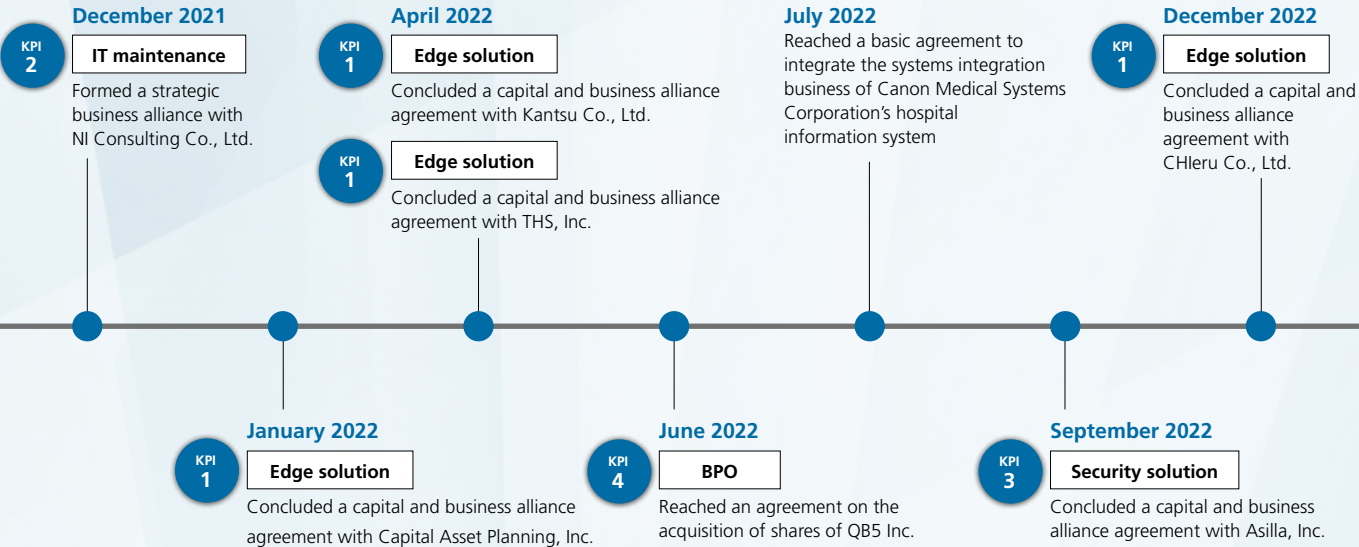 December 2021
KPI
2
IT maintenance
Formed a strategic
business alliance with
NI Consulting Co., Ltd.
April 2022
KPI
1
Edge solution
Concluded a capital and business alliance
agreement with Kantsu Co., Ltd.
KPI
1
Edge solution
Concluded a capital and business alliance
agreement with THS, Inc.
July 2022
Reached a basic agreement to
integrate the systems integration
business of Canon Medical Systems
Corporation’s hospital
information system
December 2022
KPI
1
Edge solution
Concluded a capital and
business alliance
agreement with
CHIeru Co., Ltd.
January 2022
KPI
1
Edge solution
Concluded a capital and business alliance
agreement with Capital Asset Planning, Inc.
June 2022
KPI
4
BPO
Reached an agreement on the
acquisition of shares of QB5 Inc.
September 2022
KPI
3
Security solution
Concluded a capital and business
alliance agreement with Asilla, Inc.